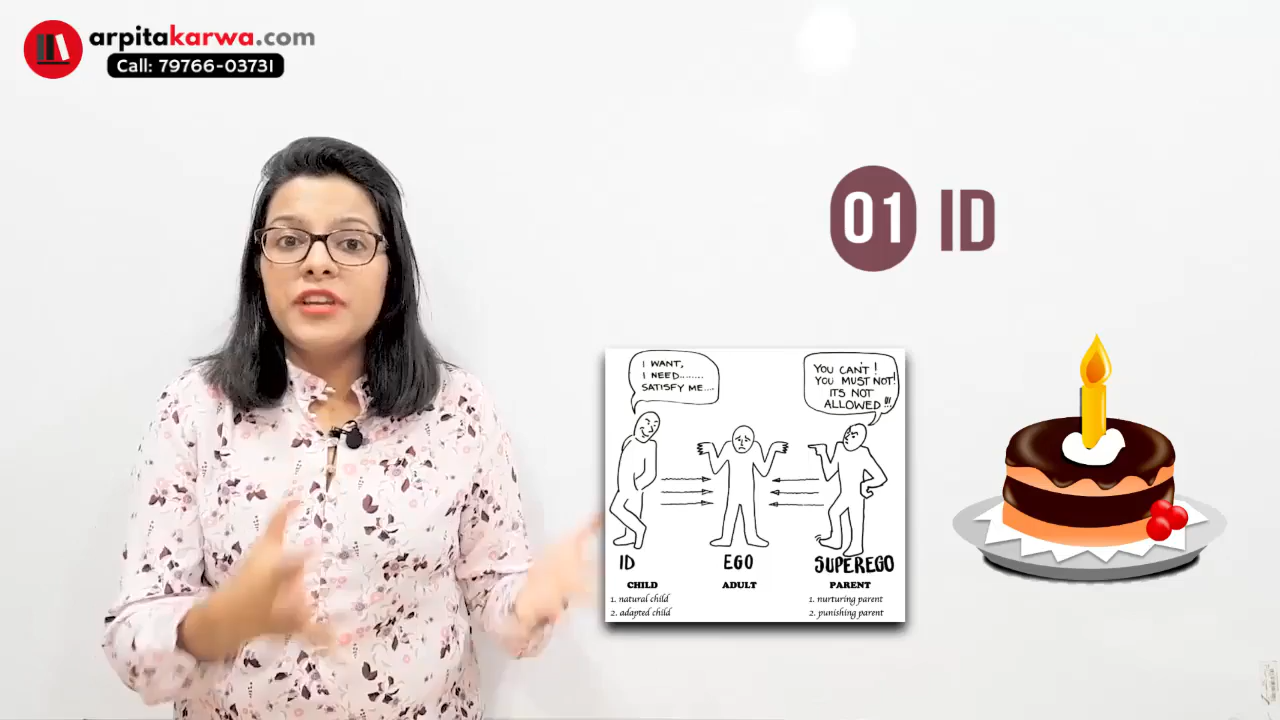 arpitakarwa.com
Call: 79766-03731
01 ID
I WANT,
I NEED........
SATISFY ME....
YOU CAN'T!
YOU MUST NOT!
ITS NOT
ALLOWED!!!
ID
EGO
SUPEREGO
CHILD
ADULT
PARENT
1. natural child
2. adapted child
1. nurturing parent
2. punishing parent